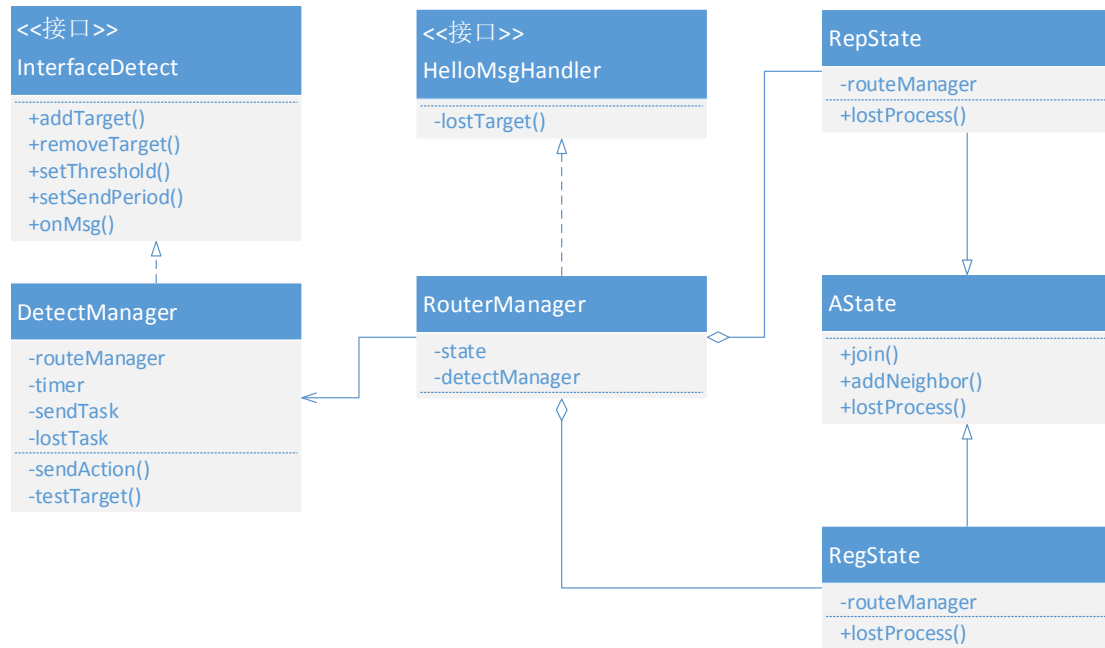 <<接口>>
InterfaceDetect
+addTarget()
+removeTarget()
+setThreshold()
+setSendPeriod()
+onMsg()
<<接口>>
HelloMsgHandler
-lostTarget()
RepState
-routeManager
+lostProcess()
DetectManager
-routeManager
-timer
-sendTask
-lostTask
-sendAction()
-testTarget()
RouterManager
-state
-detectManager
AState
+join()
+addNeighbor()
+lostProcess()
RegState
-routeManager
+lostProcess()